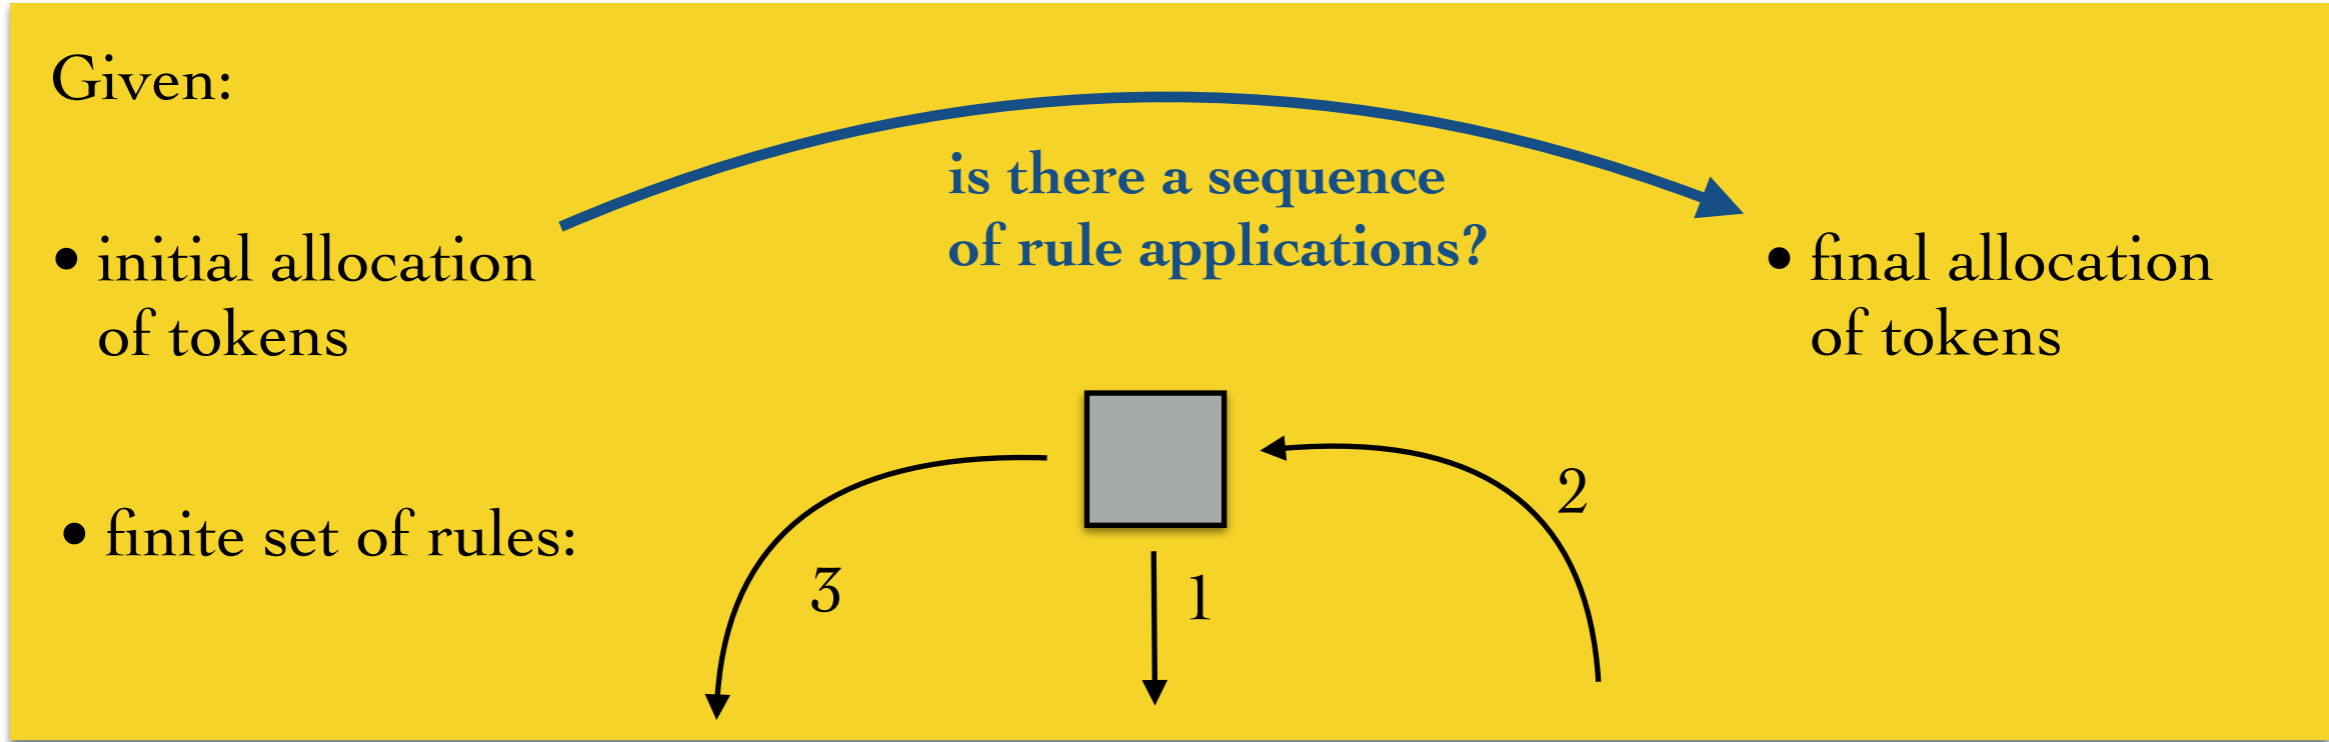 Given:
is there a sequence
of rule applications?
• initial allocation
of tokens
• final allocation
of tokens
• finite set of rules:
3
1
2